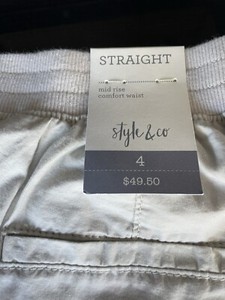 STRAIGHT
mid rise
comfort waist
style & co
4
$49.50